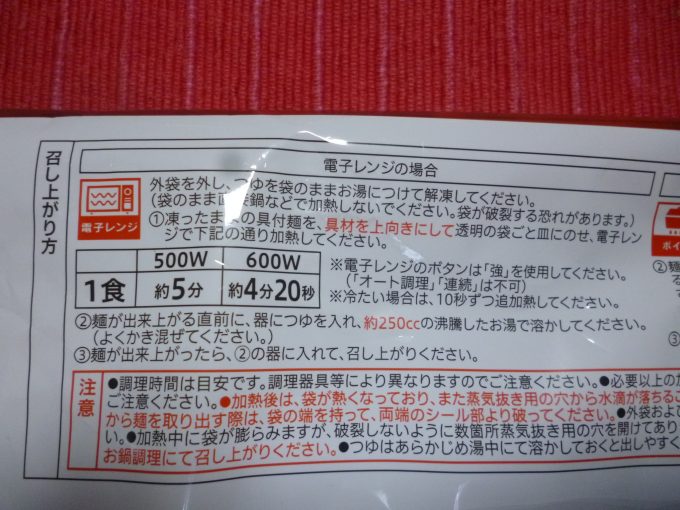 召し上がり方
電子レンジの場合
電子レンジ
外袋を外し、つゆを袋のままお湯につけて解凍してください。
(袋のまま直接鍋などで加熱しないでください。袋が破裂する恐れがあります。)
①凍ったままの具付麺を、具材を上向きにして透明の袋ごと皿にのせ、電子レン
ジで下記の通り加熱してください。
500W 600W
1食 約5分 約4分20秒
※電子レンジのボタンは「強」を使用してください。
(「オート調理」「連続」は不可)
※冷たい場合は、10秒ずつ追加熱してください。
②麺が出来上がる直前に、器につゆを入れ、約250ccの沸騰したお湯で溶かしてください。
(よくかき混ぜてください。)
③麺が出来上がったら、②の器に入れて、召し上がりください。
注意
●調理時間は目安です。調理器具等により異なりますのでご注意ください。●必要以上の
ご注意ください。●加熱後は、袋が熱くなっており、また蒸気抜き用の穴から水滴が落ちるこ
から麺を取り出す際は、袋の端を持って、両端のシール部より破ってください。●外袋およ
い。●加熱中に袋が膨らみますが、破裂しないように数箇所蒸気抜き用の穴を開けてあり
お鍋調理にて召し上がりください。●つゆはあらかじめ湯中にて溶かしておくと出しやすく
ボイ
②麺
③